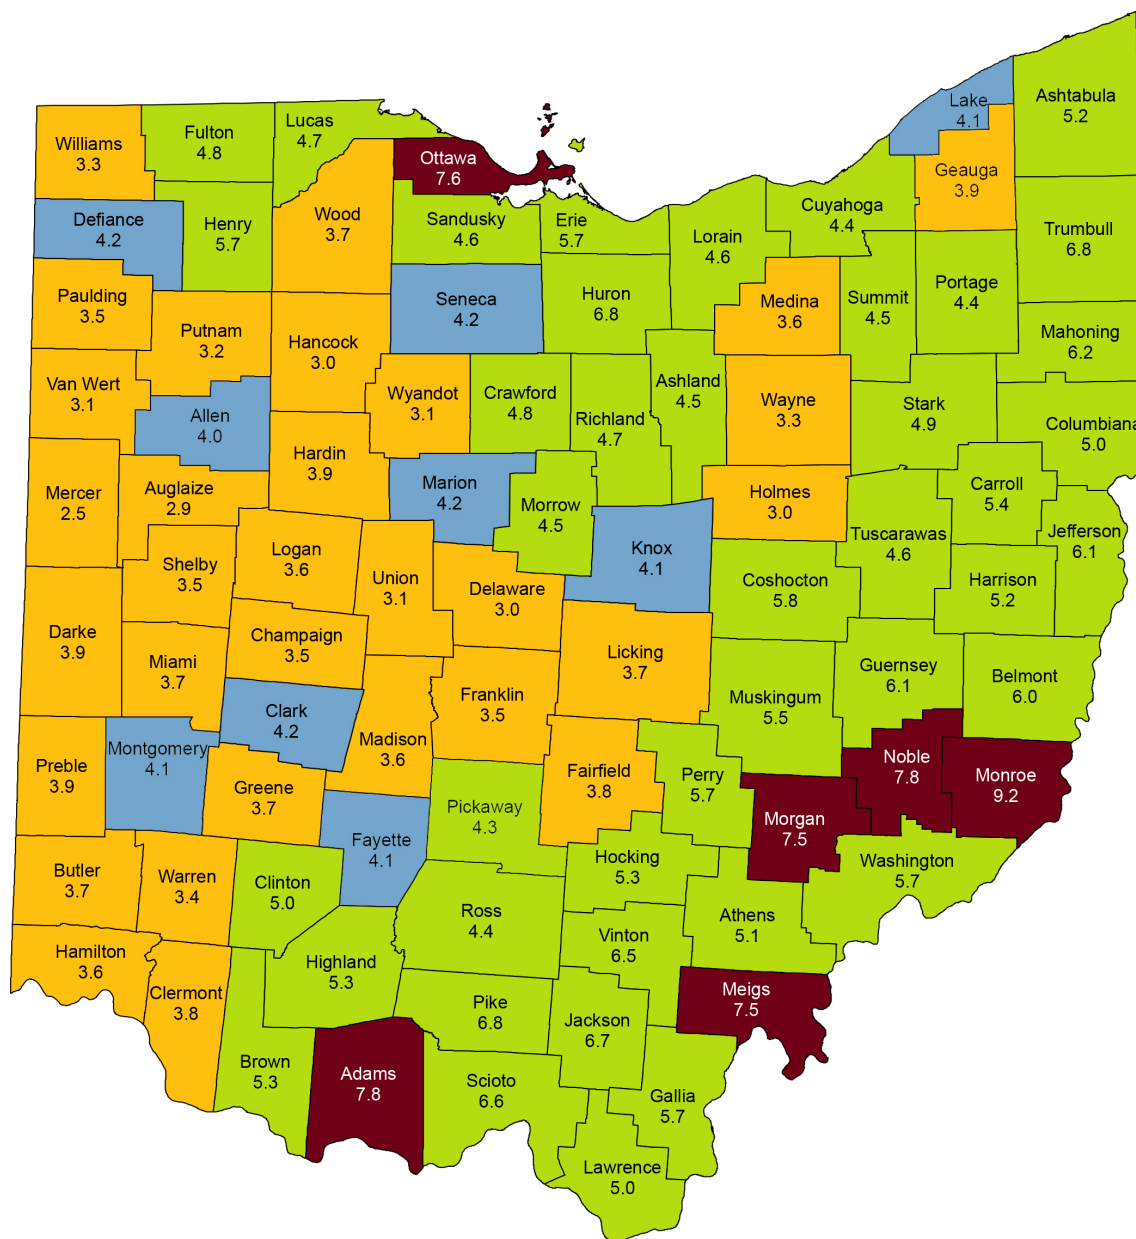 Lake
4.1
Ashtabula
5.2
Lucas
4.7
Fulton
4.8
Williams
3.3
Ottawa
7.6
Geauga
3.9
Cuyahoga
4.4
Wood
3.7
Sandusky
4.6
Erie
5.7
Defiance
4.2
Henry
5.7
Lorain
4.6
Trumbull
6.8
Portage
4.4
Paulding
3.5
Seneca
4.2
Huron
6.8
Medina
3.6
Summit
4.5
Putnam
3.2
Hancock
3.0
Mahoning
6.2
Van Wert
3.1
Wyandot
3.1
Crawford
4.8
Ashland
4.5
Wayne
3.3
Stark
4.9
Allen
4.0
Richland
4.7
Columbiana
5.0
Hardin
3.9
Mercer
2.5
Auglaize
2.9
Marion
4.2
Morrow
4.5
Holmes
3.0
Carroll
5.4
Tuscarawas
4.6
Jefferson
6.1
Logan
3.6
Knox
4.1
Shelby
3.5
Union
3.1
Delaware
3.0
Coshocton
5.8
Harrison
5.2
Darke
3.9
Champaign
3.5
Licking
3.7
Miami
3.7
Guernsey
6.1
Belmont
6.0
Franklin
3.5
Muskingum
5.5
Clark
4.2
Madison
3.6
Montgomery
4.1
Preble
3.9
Greene
3.7
Fairfield
3.8
Perry
5.7
Noble
7.8
Monroe
9.2
Pickaway
4.3
Morgan
7.5
Fayette
4.1
Hocking
5.3
Washington
5.7
Butler
3.7
Warren
3.4
Clinton
5.0
Ross
4.4
Athens
5.1
Vinton
6.5
Hamilton
3.6
Highland
5.3
Clermont
3.8
Meigs
7.5
Pike
6.8
Jackson
6.7
Brown
5.3
Adams
7.8
Scioto
6.6
Gallia
5.7
Lawrence
5.0